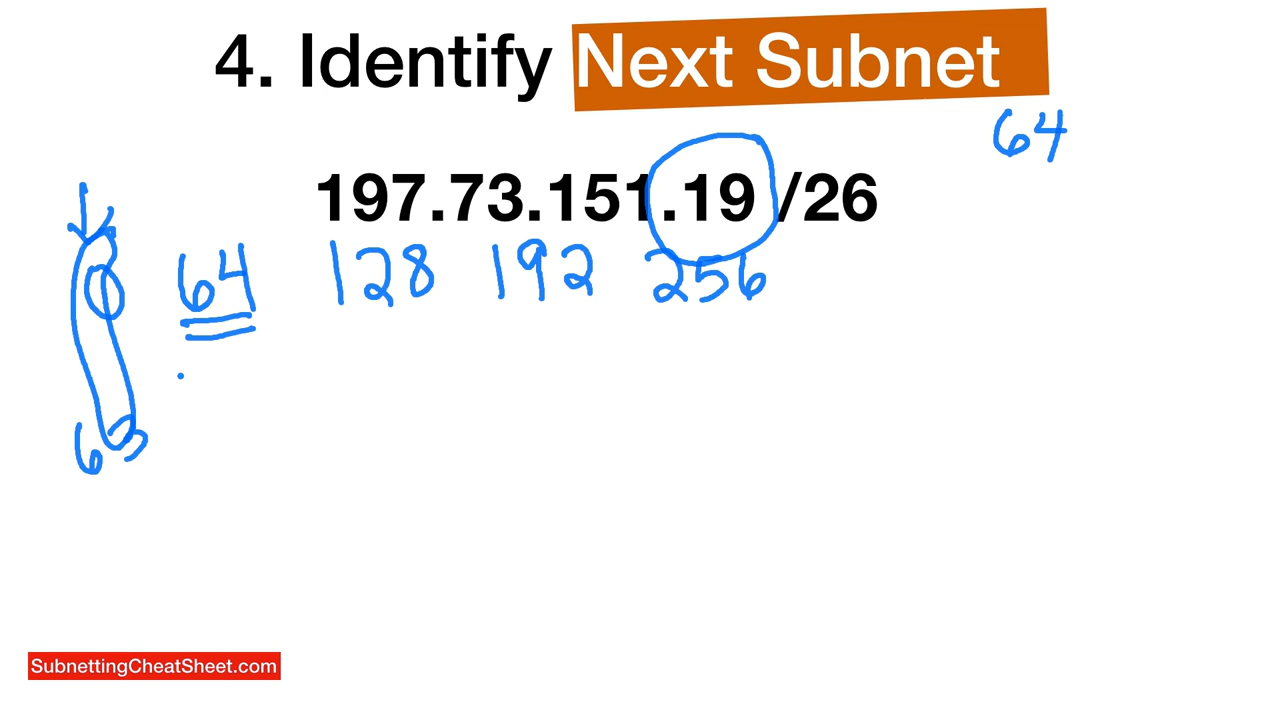 4. Identify Next Subnet
64
197.73.151.19 /26
0 64 128 192 256
63
SubnettingCheatSheet.com